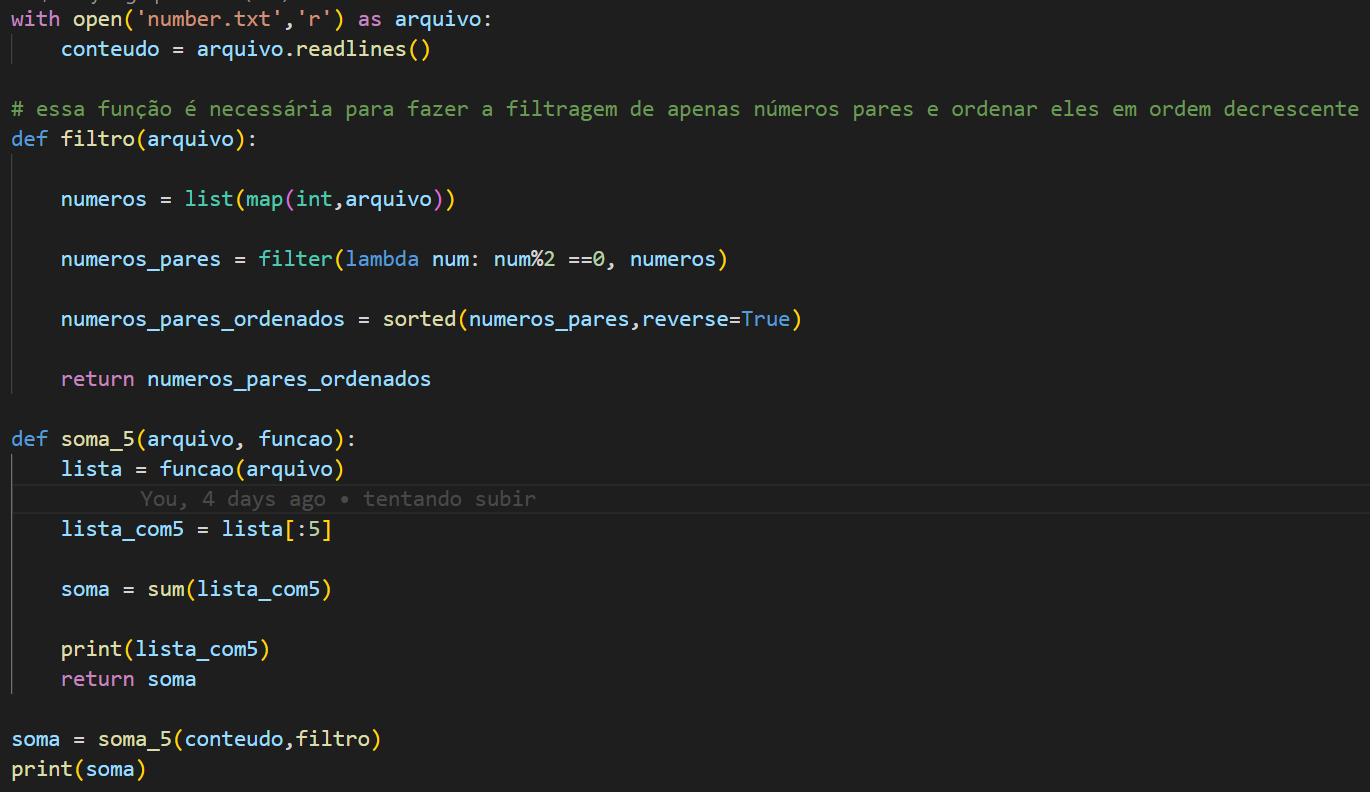 with open('number.txt','r') as arquivo:
    conteudo = arquivo.readlines()
# essa função é necessária para fazer a filtragem de apenas números pares e ordenar eles em ordem decrescente
def filtro(arquivo):
    numeros = list(map(int,arquivo))
    numeros_pares = filter(lambda num: num%2 ==0, numeros)
    numeros_pares_ordenados = sorted(numeros_pares,reverse=True)
    return numeros_pares_ordenados
def soma_5(arquivo, funcao):
    lista = funcao(arquivo)
You, 4 days ago • tentando subir
    lista_com5 = lista[:5]
    soma = sum(lista_com5)
    print(lista_com5)
    return soma
soma = soma_5(conteudo,filtro)
print(soma)